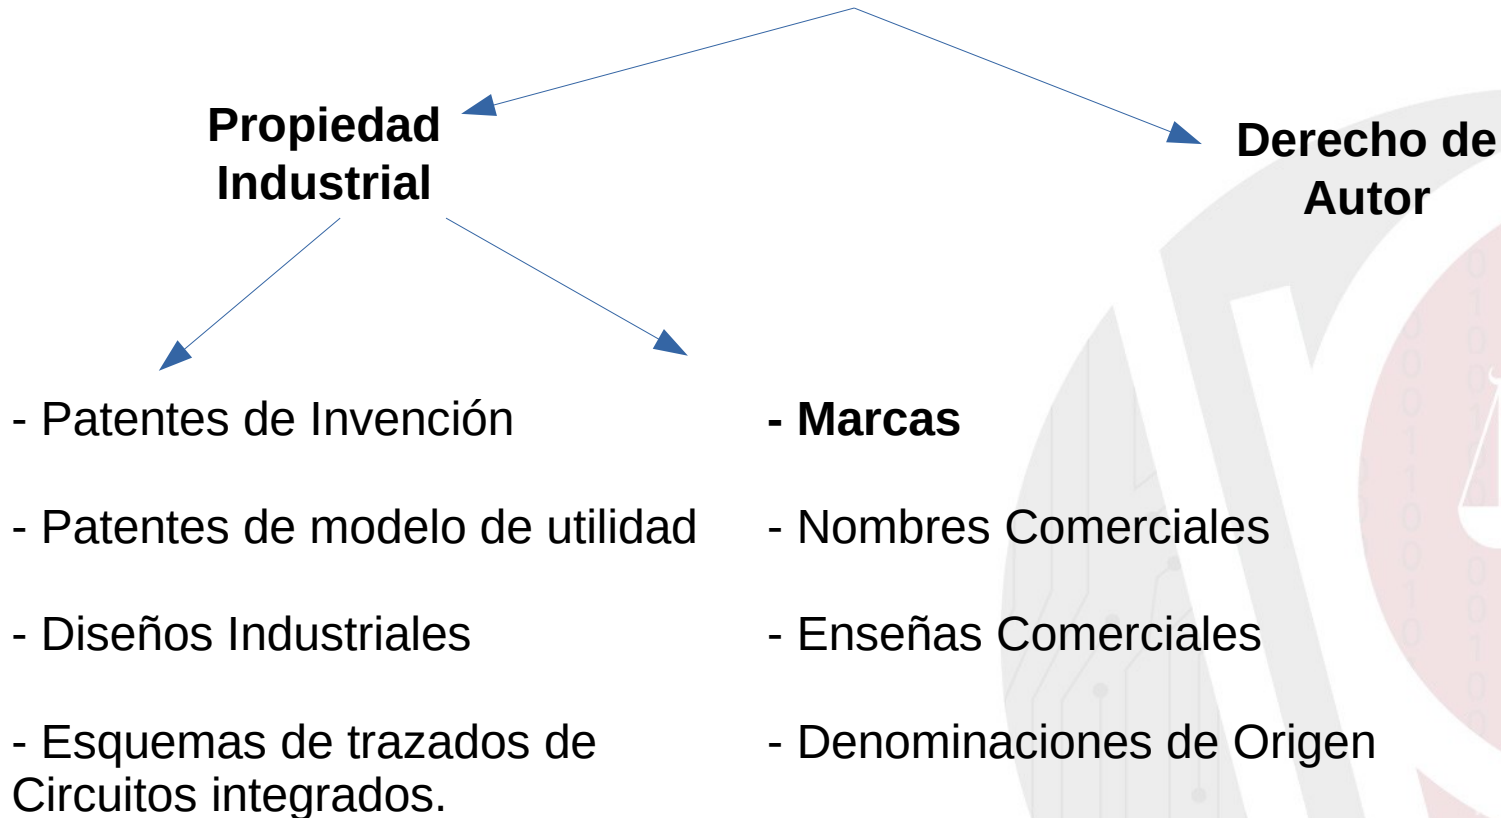 Propiedad
Industrial
Derecho de
Autor
- Patentes de Invención
- Patentes de modelo de utilidad
- Diseños Industriales
- Esquemas de trazados de
Circuitos integrados.
- Marcas
- Nombres Comerciales
- Enseñas Comerciales
- Denominaciones de Origen